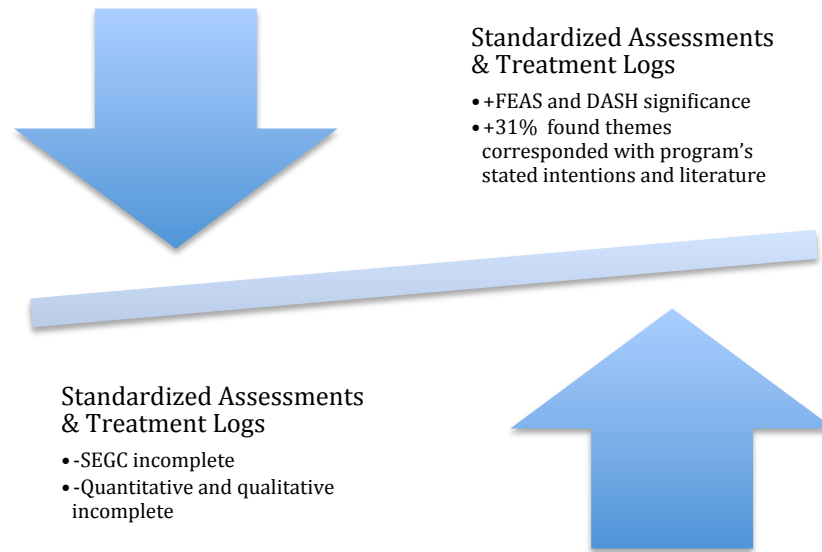 Standardized Assessments
& Treatment Logs
•+FEAS and DASH significance
•+31% found themes
corresponded with program's
stated intentions and literature
Standardized Assessments
& Treatment Logs
•-SEGC incomplete
•-Quantitative and qualitative
incomplete